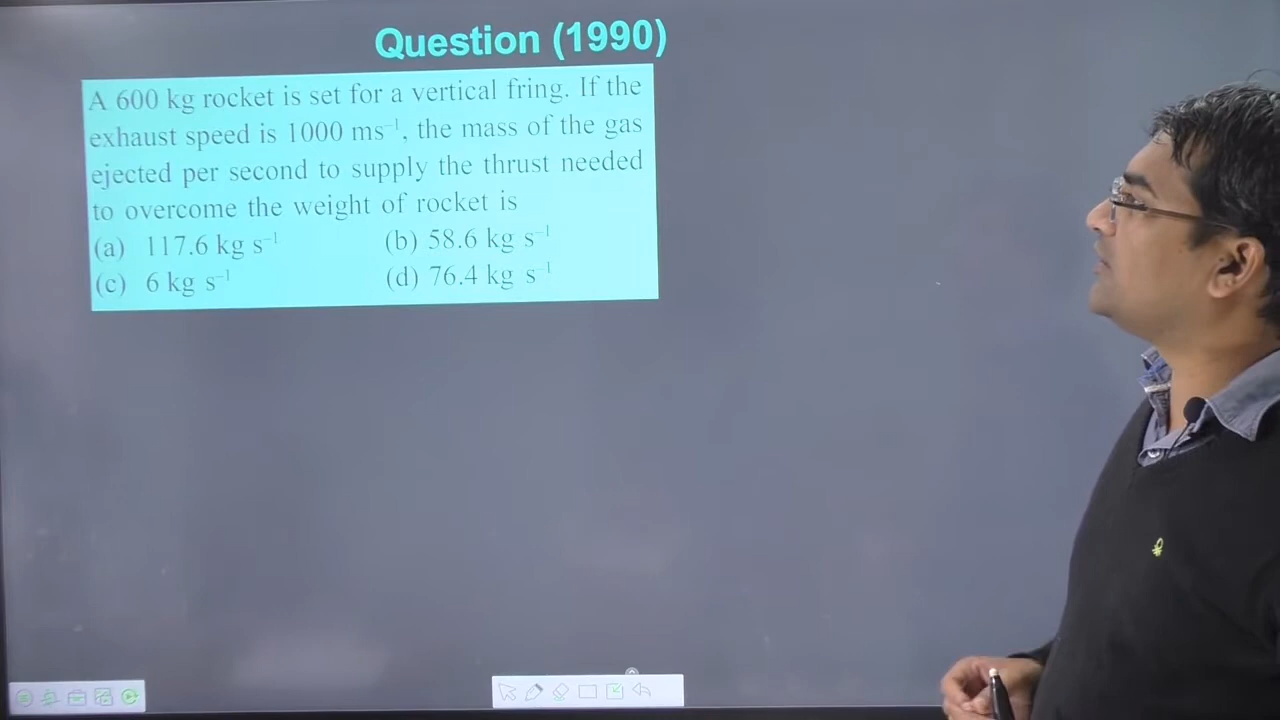 Question (1990)
A 600 kg rocket is set for a vertical fring. If the
exhaust speed is 1000 ms⁻¹, the mass of the gas
ejected per second to supply the thrust needed
to overcome the weight of rocket is
(a) 117.6 kg s⁻¹ (b) 58.6 kg s⁻¹
(c) 6 kg s⁻¹ (d) 76.4 kg s⁻¹